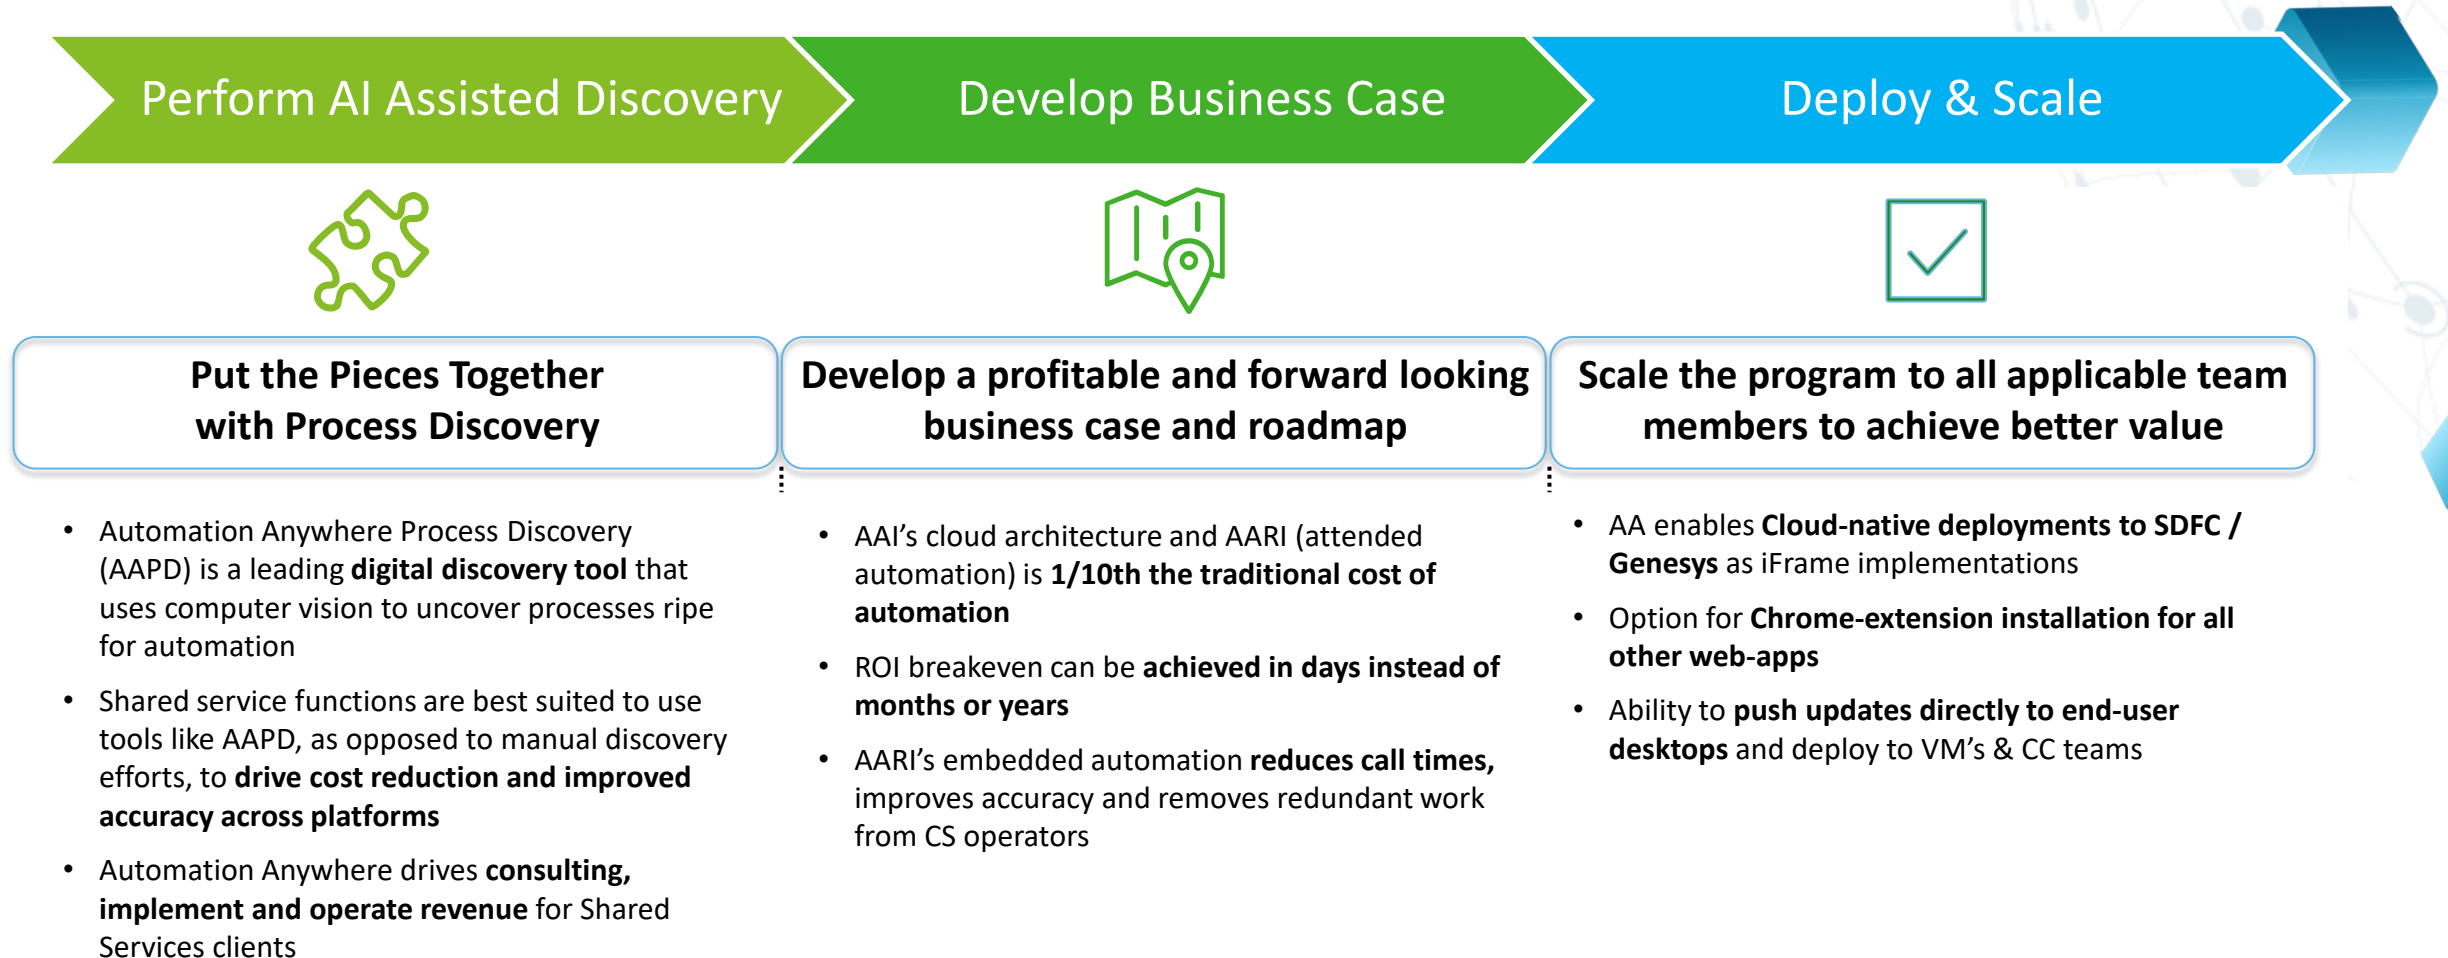 Perform AI Assisted Discovery
Develop Business Case
Deploy & Scale
Put the Pieces Together
with Process Discovery
Develop a profitable and forward looking
business case and roadmap
Scale the program to all applicable team
members to achieve better value
• Automation Anywhere Process Discovery
(AAPD) is a leading digital discovery tool that
uses computer vision to uncover processes ripe
for automation
• Shared service functions are best suited to use
tools like AAPD, as opposed to manual discovery
efforts, to drive cost reduction and improved
accuracy across platforms
• Automation Anywhere drives consulting,
implement and operate revenue for Shared
Services clients
• AAI’s cloud architecture and AARI (attended
automation) is 1/10th the traditional cost of
automation
• ROI breakeven can be achieved in days instead of
months or years
• AARI’s embedded automation reduces call times,
improves accuracy and removes redundant work
from CS operators
• AA enables Cloud-native deployments to SDFC /
Genesys as iFrame implementations
• Option for Chrome-extension installation for all
other web-apps
• Ability to push updates directly to end-user
desktops and deploy to VM’s & CC teams